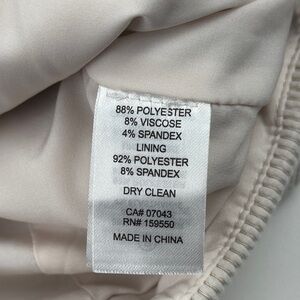 88% POLYESTER
8% VISCOSE
4% SPANDEX
LINING
92% POLYESTER
8% SPANDEX
DRY CLEAN
CA# 07043
RN# 159550
MADE IN CHINA